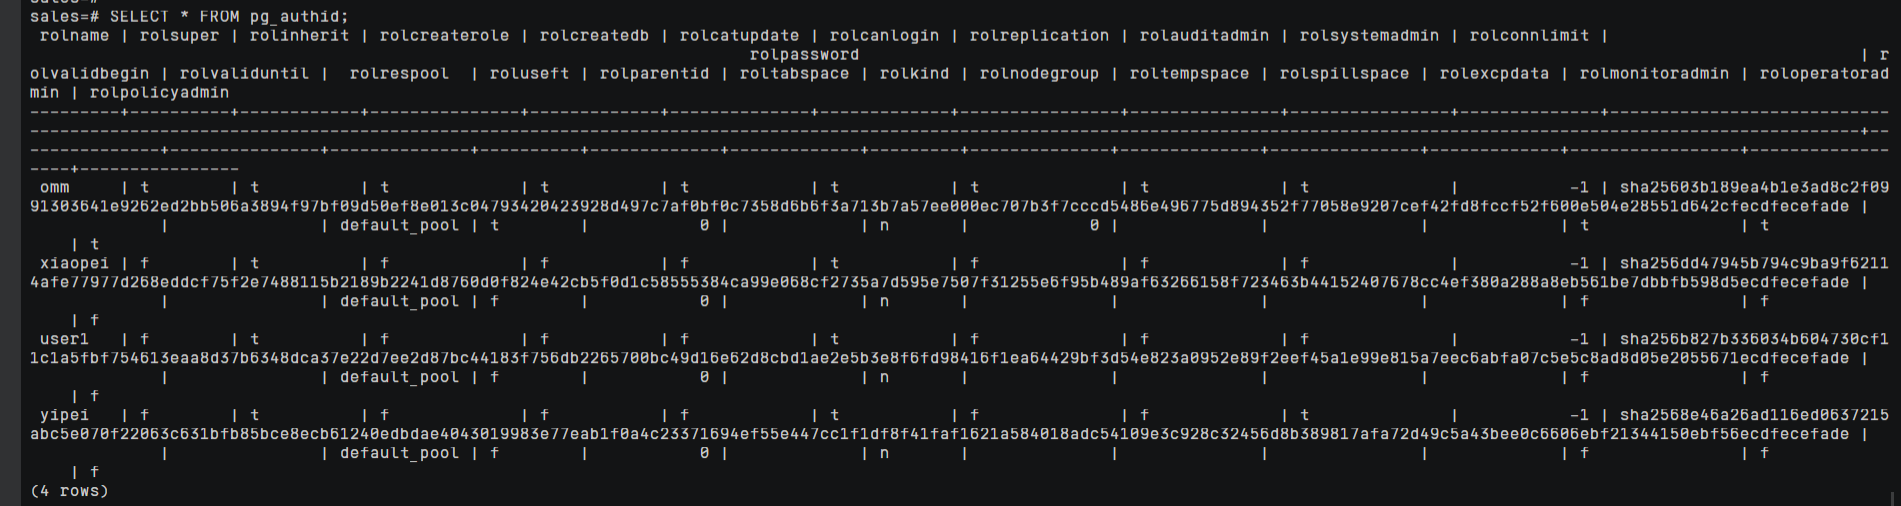 sales=# SELECT * FROM pg_authid;
rolname | rolsuper | rolinherit | rolcreaterole | rolcreatedb | rolcatupdate | rolcanlogin | rolreplication | rolauditadmin | rolsystemadmin | rolconnlimit |
rolpassword | r
olvalidbegin | rolvaliduntil | rolrespool | roluseft | rolparentid | roltabspace | rolkind | rolnodegroup | roltempspace | rolspillspace | rolexcpdata | rolmonitoradmin | roloperatorad
min | rolpolicyadmin
omm | t | t | t | t | t | t | t | t | t | -1 | sha25603b189ea4b1e3ad8c2f09
91303641e9262ed2bb506a3894f97bf09d50ef8e013c04793420423928d497c7af0bf0c7358d6b6f3a713b7a57ee000ec707b3f7cccd5486e496775d894352f77058e9207cef42fd8fccf52f600e504e28551d642cfecdfecefade |
| | default_pool | t | 0 | | n | 0 | | | | t | t
| t
xiaopei | f | t | f | f | f | t | f | f | f | -1 | sha256dd47945b794c9ba9f6211
4afe77977d268eddcf75f2e7488115b2189b2241d8760d0f824e42cb5f0d1c58555384ca99e068cf2735a7d595e7507f31255e6f95b489af63266158f723463b44152407678cc4ef380a288a8eb561be7dbbfb598d5ecdfecefade |
| | default_pool | f | 0 | | n | | | | | f | f
| f
user1 | f | t | f | f | f | t | f | f | f | -1 | sha256b827b336034b604730cf1
1c1a5fbf754613eaa8d37b6348dca37e22d7ee2d87bc44183f756db2265700bc49d16e62d8cbd1ae2e5b3e8f6fd98416f1ea64429bf3d54e823a0952e89f2eef45a1e99e815a7eec6abfa07c5e5c8ad8d05e2055671ecdfecefade |
| | default_pool | f | 0 | | n | | | | | f | f
| f
yipei | f | t | f | f | f | t | f | f | t | -1 | sha2568e46a26ad116ed0637215
abc5e070f22063c631bfb85bce8ecb61240edbdae4043019983e77eab1f0a4c23371694ef55e447cc1f1df8f41faf1621a584018adc54109e3c928c32456d8b389817afa72d49c5a43bee0c6606ebf21344150ebf56ecdfecefade |
| | default_pool | f | 0 | | n | | | | | f | f
| f
(4 rows)